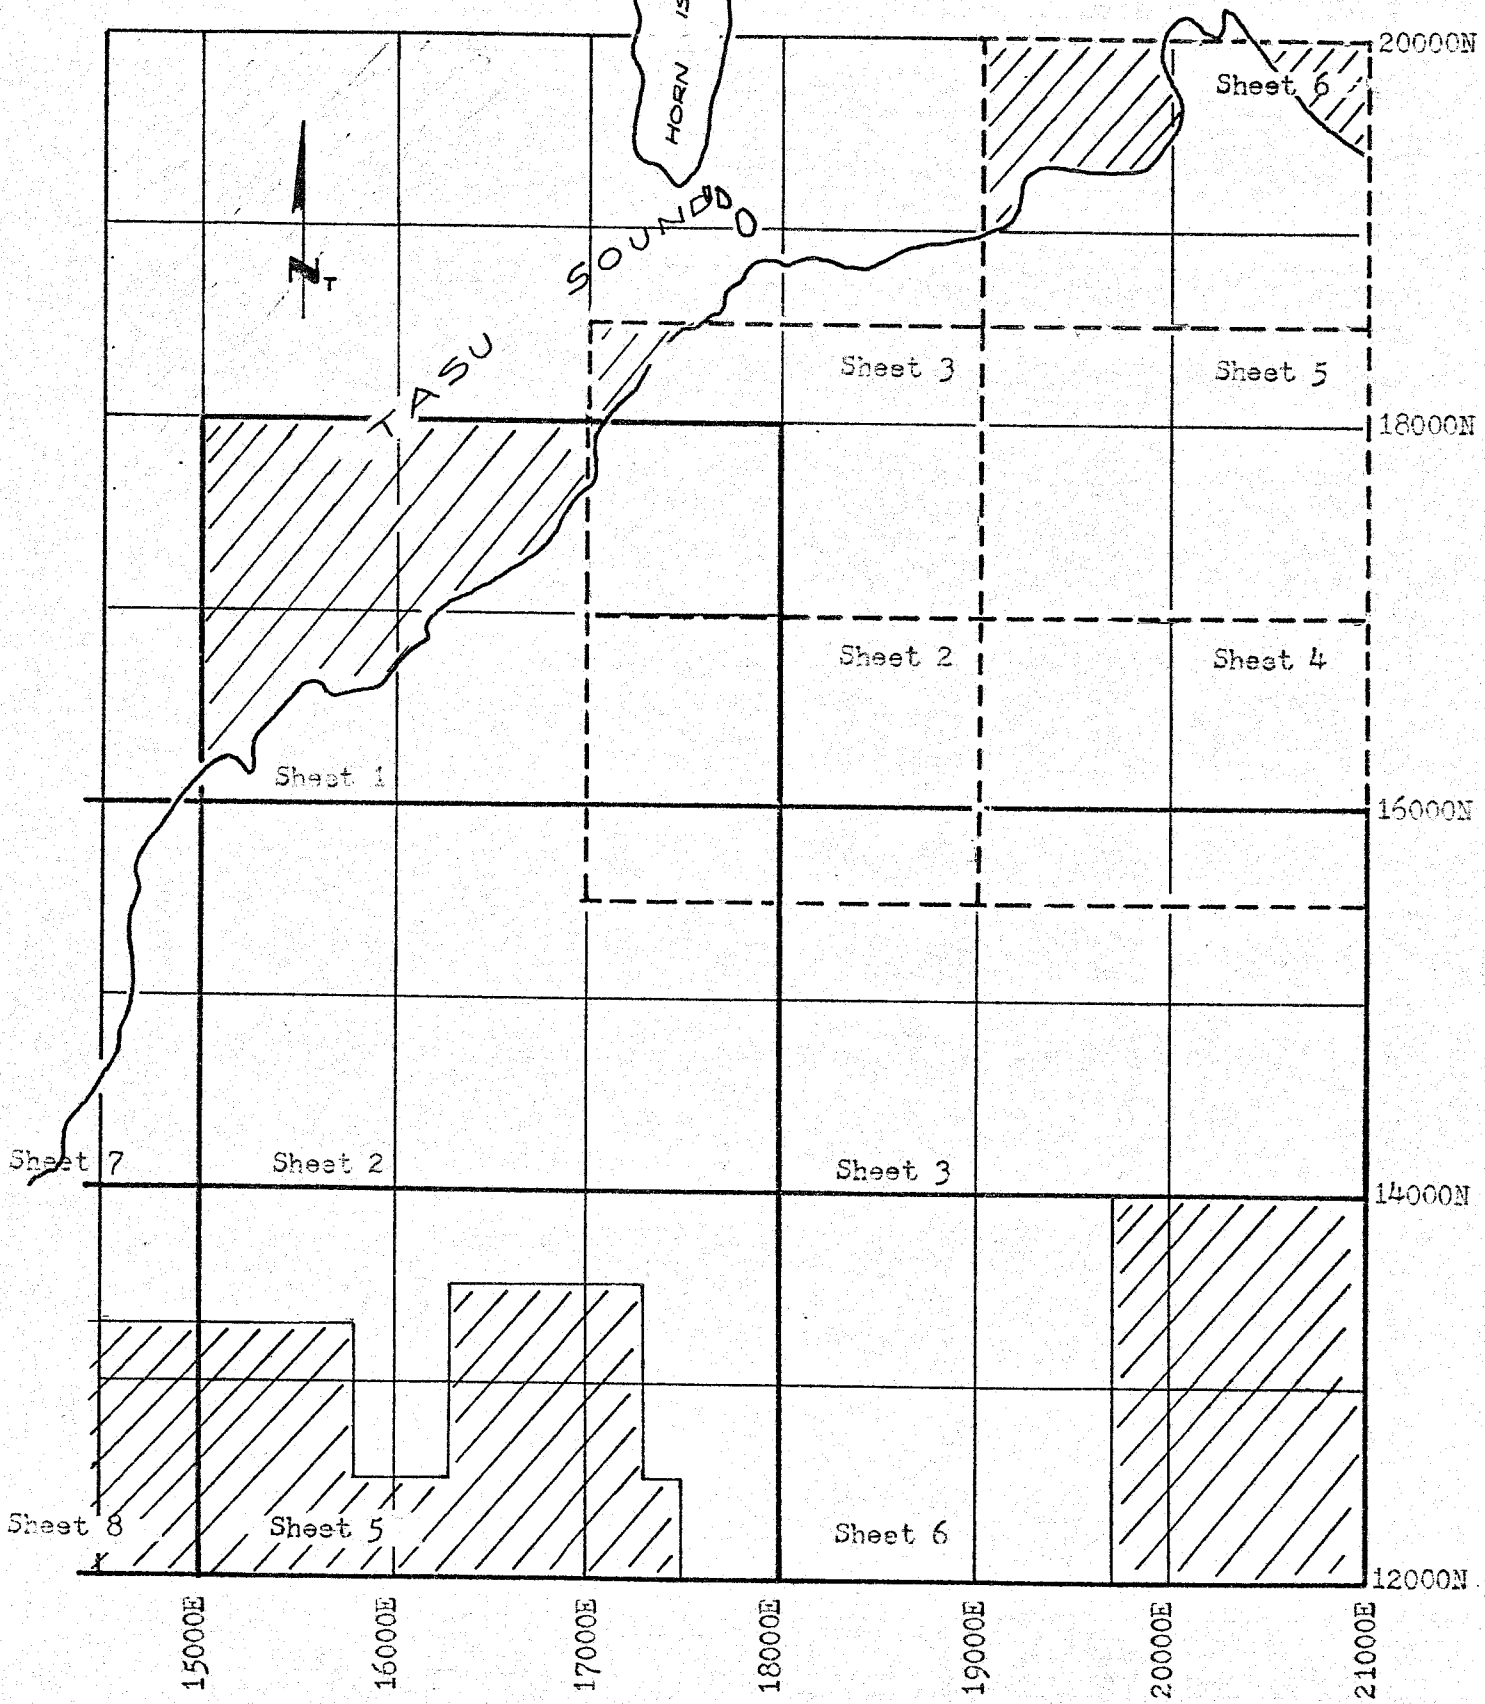 HORN IS
20000N
Sheet 6
N T
TASU SOUND
Sheet 3
Sheet 5
18000N
Sheet 2
Sheet 4
Sheet 1
16000N
Sheet 7
Sheet 2
Sheet 3
14000N
Sheet 8
Sheet 5
Sheet 6
12000N
15000E
16000E
17000E
18000E
19000E
20000E
21000E